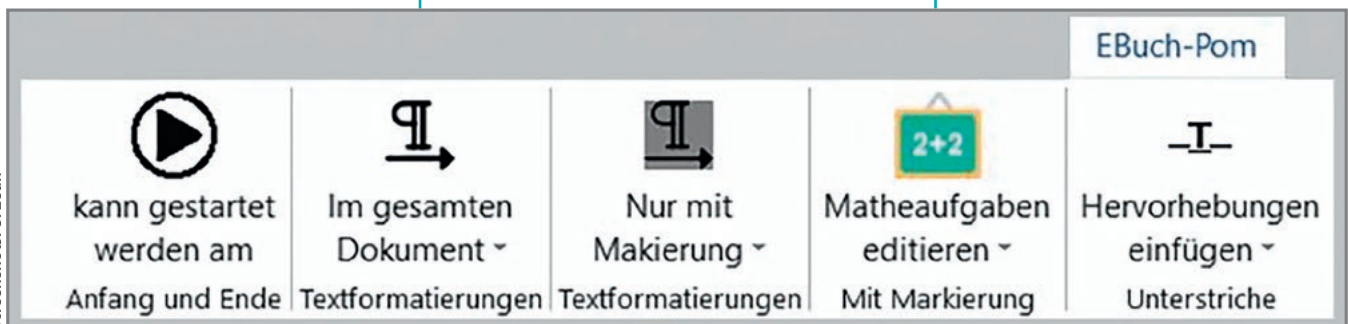 EBuch-Pom
kann gestartet werden am
Im gesamten Dokument
Nur mit Makierung
2+2
Matheaufgaben editieren
T
Hervorhebungen einfügen
Anfang und Ende
Textformatierungen
Textformatierungen
Mit Markierung
Unterstriche